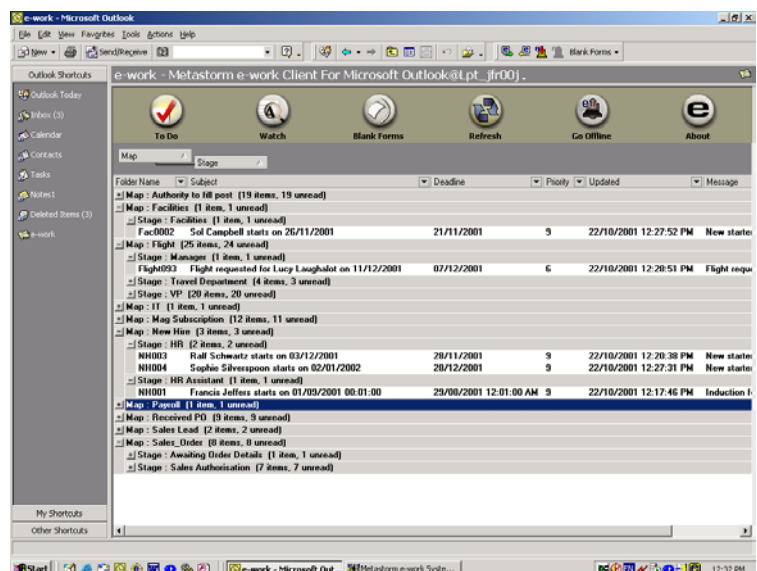 e-work - Microsoft Outlook
File Edit View Favorites Tools Actions Help
New Send/Receive Blank Forms
Outlook Shortcuts
e-work - Metastorm e-work Client For Microsoft Outlook@Lpt_jfr00j.
Outlook Today
Inbox (3)
Calendar
Contacts
Tasks
Notes1
Deleted Items (3)
e-work
To Do Watch Blank Forms Refresh Go Offline About
Map
Stage
Folder Name Subject Deadline Priority Updated Message
Map : Authority to fill post (19 items, 19 unread)
Map : Facilities (1 item, 1 unread)
Stage : Facilities (1 item, 1 unread)
Fac0002 Sol Campbell starts on 26/11/2001 21/11/2001 9 22/10/2001 12:27:52 PM New starte
Map : Flight (25 items, 24 unread)
Stage : Manager (1 item, 1 unread)
Flight093 Flight requested for Lucy Laughalot on 11/12/2001 07/12/2001 6 22/10/2001 12:20:51 PM Flight reque
Stage : Travel Department (4 items, 3 unread)
Stage : VP (20 items, 20 unread)
Map : IT (1 item, 1 unread)
Map : Mag Subscription (12 items, 11 unread)
Map : New Hire (3 items, 3 unread)
Stage : HR (2 items, 2 unread)
NH003 Ralf Schwartz starts on 03/12/2001 28/11/2001 9 22/10/2001 12:20:38 PM New starte
NH004 Sophie Silverspoon starts on 02/01/2002 28/12/2001 9 22/10/2001 12:27:31 PM New starte
Stage : HR Assistant (1 item, 1 unread)
NH001 Francis Jeffers starts on 01/09/2001 00:01:00 29/08/2001 12:01:00 AM 9 22/10/2001 12:17:46 PM Induction f
Map : Payroll (1 item, 1 unread)
Map : Received PO (9 items, 9 unread)
Map : Sales Lead (2 items, 2 unread)
Map : Sales_Order (8 items, 8 unread)
Stage : Awaiting Order Details (1 item, 1 unread)
Stage : Sales Authorisation (7 items, 7 unread)
My Shortcuts
Other Shortcuts
Start e-work - Microsoft Out... Metastorm e-work Syste... 12:32 PM